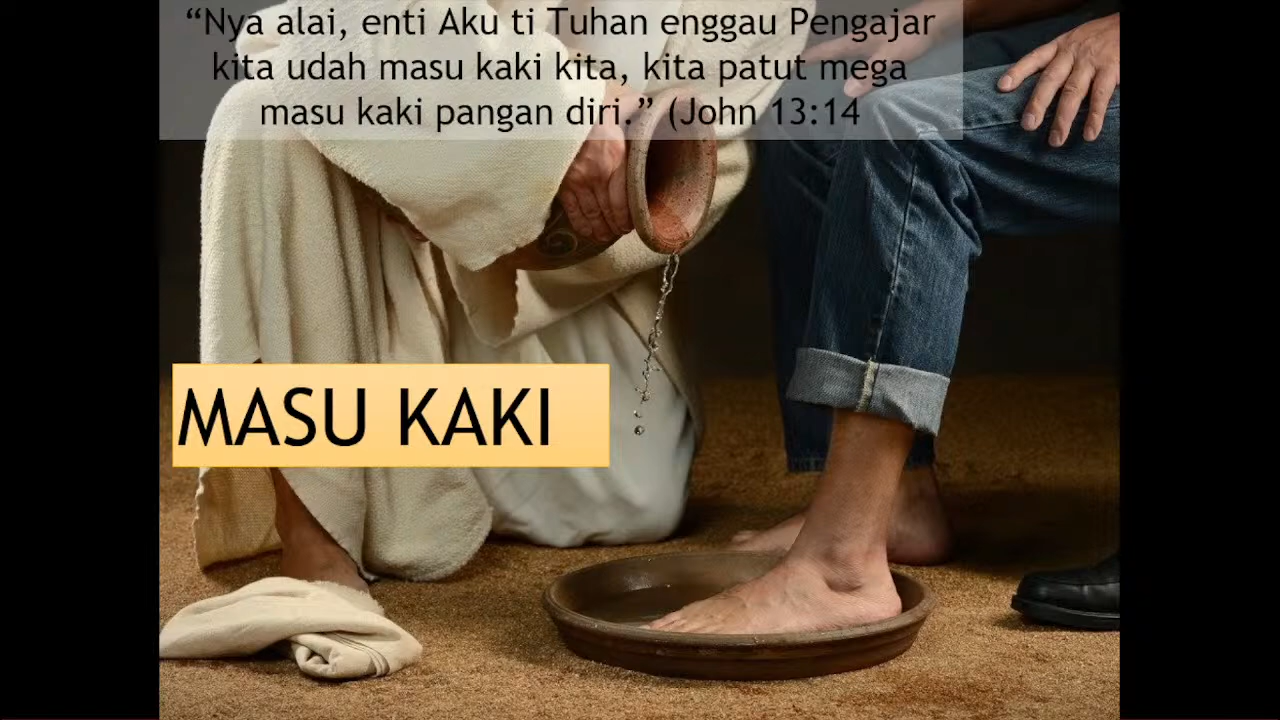 “Nya alai, enti Aku ti Tuhan enggau Pengajar
kita udah masu kaki kita, kita patut mega
masu kaki pangan diri.” (John 13:14
MASU KAKI